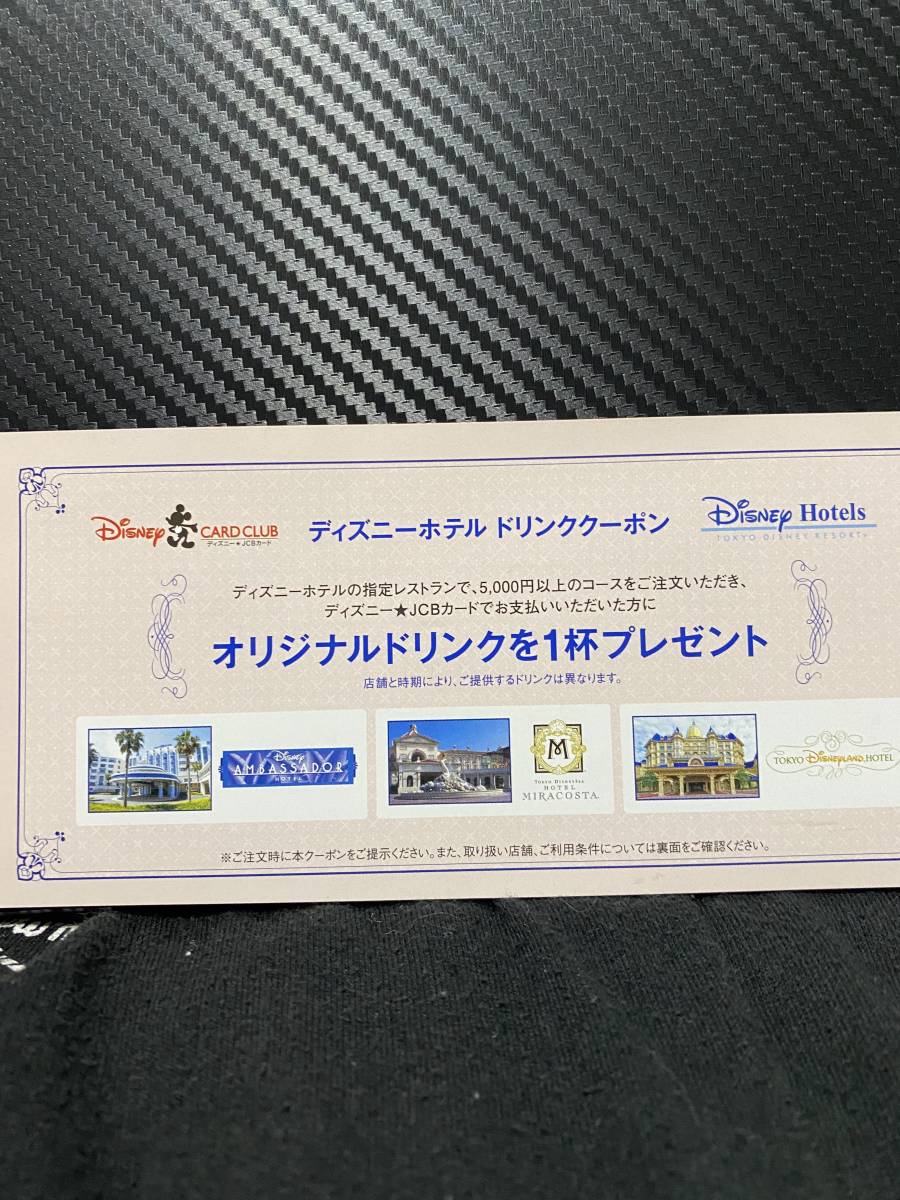 Disney CARD CLUB
ディズニー★JCBカード
ディズニーホテル ドリンククーポン
Disney Hotels
TOKYO DISNEY RESORT
ディズニーホテルの指定レストランで、5,000円以上のコースをご注文いただき、
ディズニー★JCBカードでお支払いいただいた方に
オリジナルドリンクを1杯プレゼント
店舗と時期により、ご提供するドリンクは異なります。
Disney
AMBASSADOR
HOTEL
M
TOKYO DISNEYSEA
HOTEL
MIRACOSTA
TOKYO DISNEYLAND HOTEL
※ご注文時に本クーポンをご提示ください。また、取り扱い店舗、ご利用条件については裏面をご確認ください。